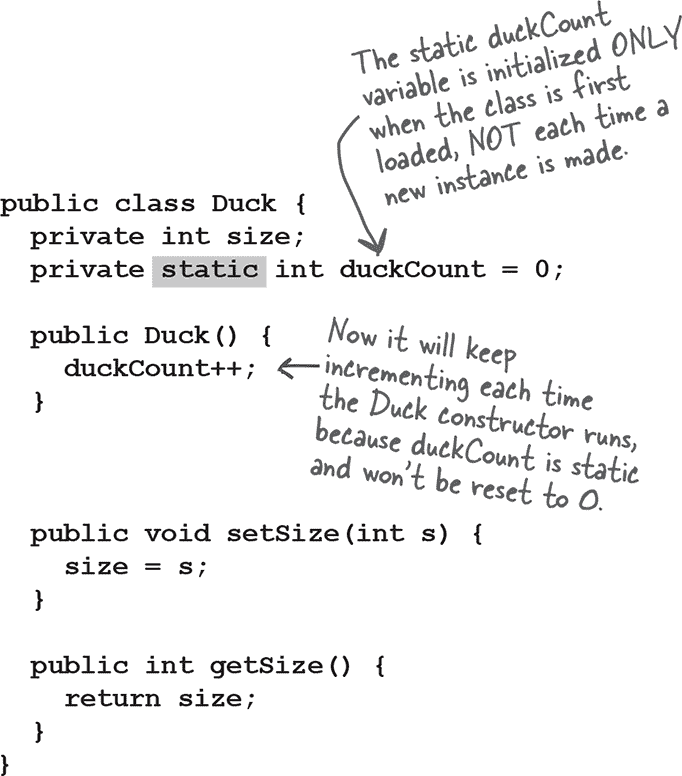 The static duckCount
variable is initialized ONLY
when the class is first
loaded, NOT each time a
new instance is made.
public class Duck {
private int size;
private static int duckCount = 0;
public Duck() {
duckCount++;
}
Now it will keep
incrementing each time
the Duck constructor runs,
because duckCount is static
and won't be reset to 0.
public void setSize(int s) {
size = s;
}
public int getSize() {
return size;
}
}